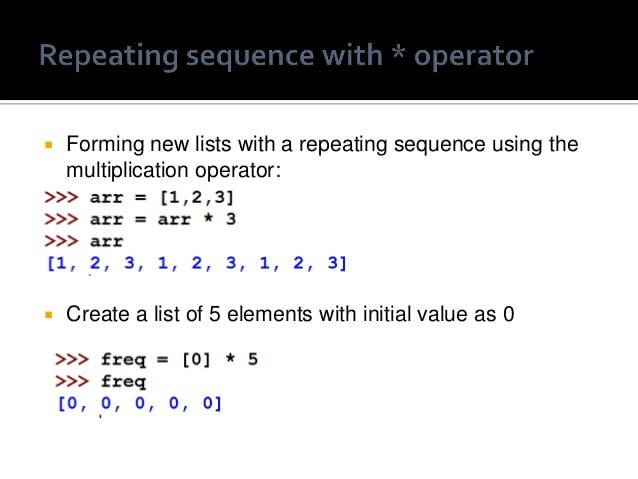 Repeating sequence with * operator
Forming new lists with a repeating sequence using the
multiplication operator:
>>> arr = [1,2,3]
>>> arr = arr * 3
>>> arr
[1, 2, 3, 1, 2, 3, 1, 2, 3]
Create a list of 5 elements with initial value as 0
>>> freq = [0] * 5
>>> freq
[0, 0, 0, 0, 0]